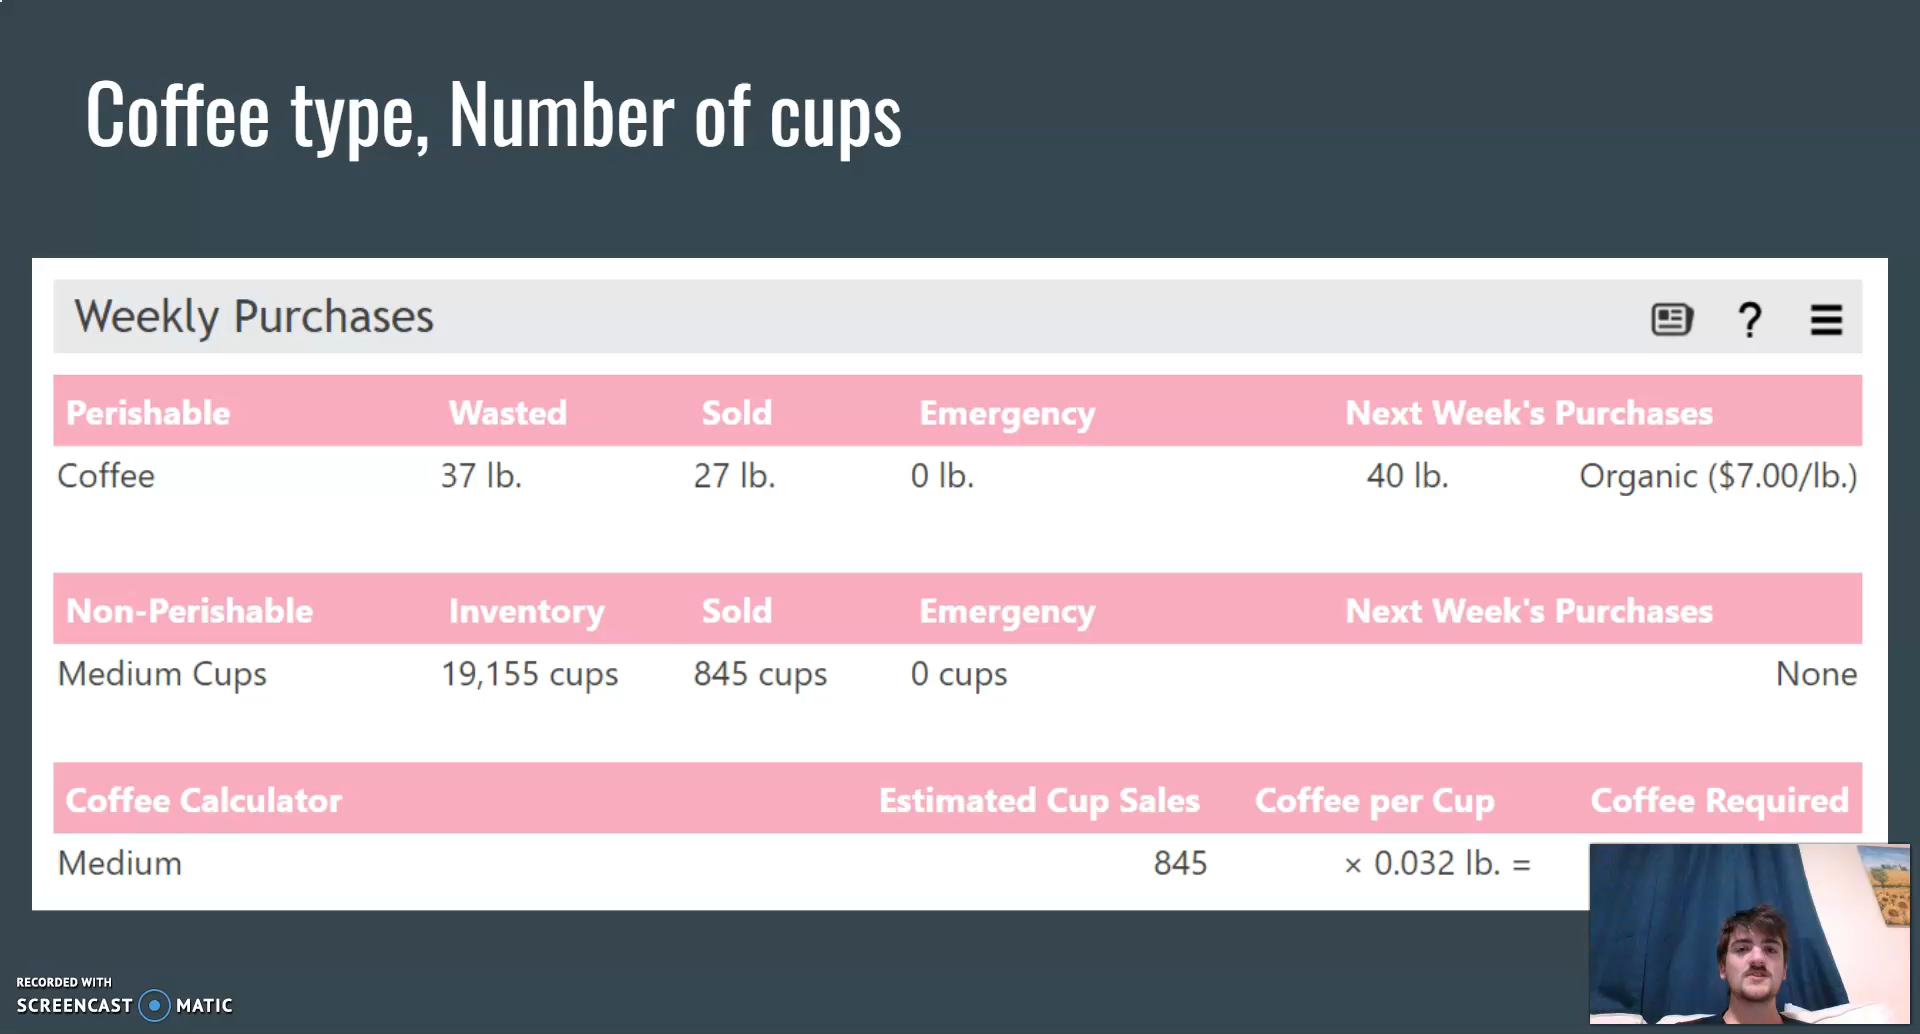 Coffee type, Number of cups
Weekly Purchases ?
Perishable Wasted Sold Emergency Next Week's Purchases
Coffee 37 lb. 27 lb. 0 lb. 40 lb. Organic ($7.00/lb.)
Non-Perishable Inventory Sold Emergency Next Week's Purchases
Medium Cups 19,155 cups 845 cups 0 cups None
Coffee Calculator Estimated Cup Sales Coffee per Cup Coffee Required
Medium 845 × 0.032 lb. =
RECORDED WITH
SCREENCAST MATIC